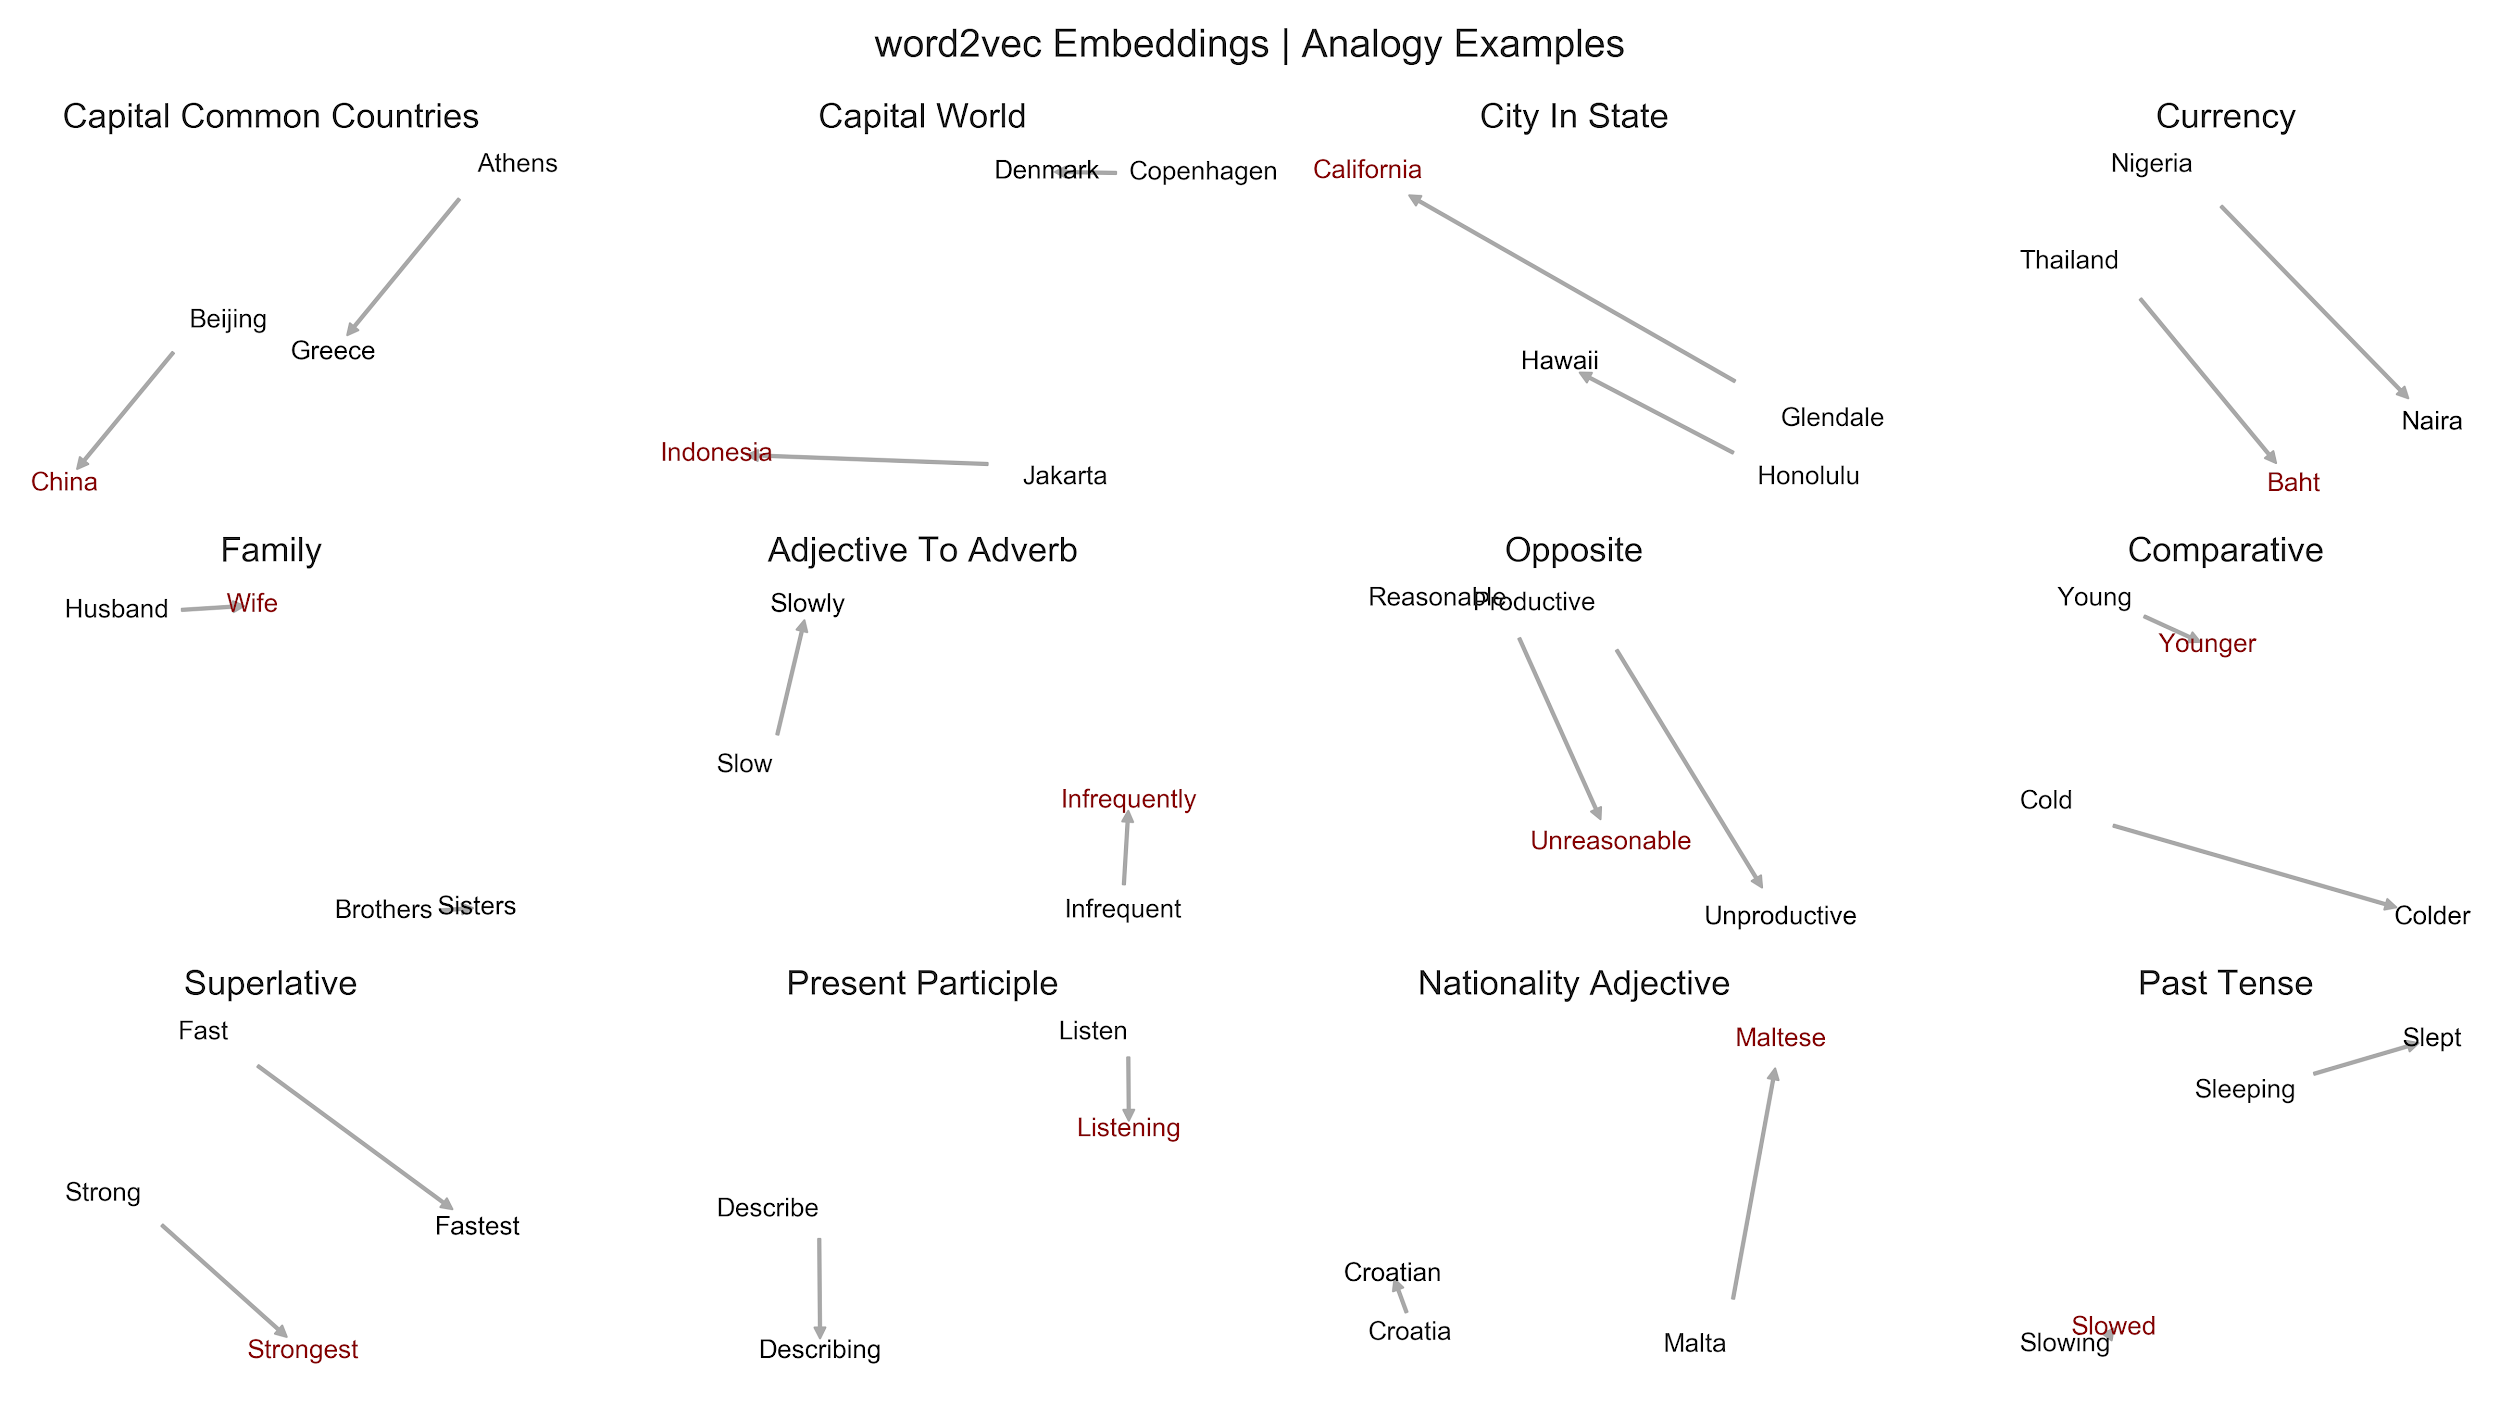 word2vec Embeddings | Analogy Examples
Capital Common Countries
Athens
Beijing
Greece
China
Capital World
Denmark
Copenhagen
Indonesia
Jakarta
City In State
California
Hawaii
Glendale
Honolulu
Currency
Nigeria
Thailand
Naira
Baht
Family
Husband
Wife
Brothers
Sisters
Adjective To Adverb
Slowly
Slow
Infrequently
Infrequent
Opposite
Reasonable
Productive
Unreasonable
Unproductive
Comparative
Young
Younger
Cold
Colder
Superlative
Fast
Strong
Fastest
Strongest
Present Participle
Listen
Listening
Describe
Describing
Nationality Adjective
Maltese
Croatian
Croatia
Malta
Past Tense
Slept
Sleeping
Slowed
Slowing